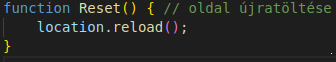 function Reset() { // oldal újratöltése
    location.reload();
}